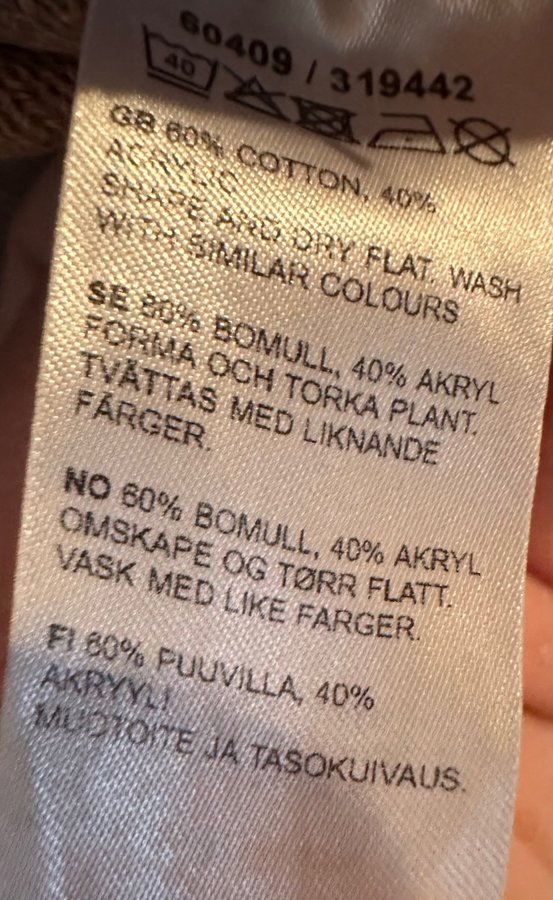 60409 / 319442
40
GB 60% COTTON, 40%
ACRYLIC
SHAPE AND DRY FLAT. WASH
WITH SIMILAR COLOURS
SE 60% BOMULL, 40% AKRYL
FORMA OCH TORKA PLANT.
TVÄTTAS MED LIKNANDE
FÄRGER.
NO 60% BOMULL, 40% AKRYL
OMSKAPE OG TØRR FLATT.
VASK MED LIKE FARGER.
FI 60% PUUVILLA, 40%
AKRYYLI
MUOTOITE JA TASOKUIVAUS.